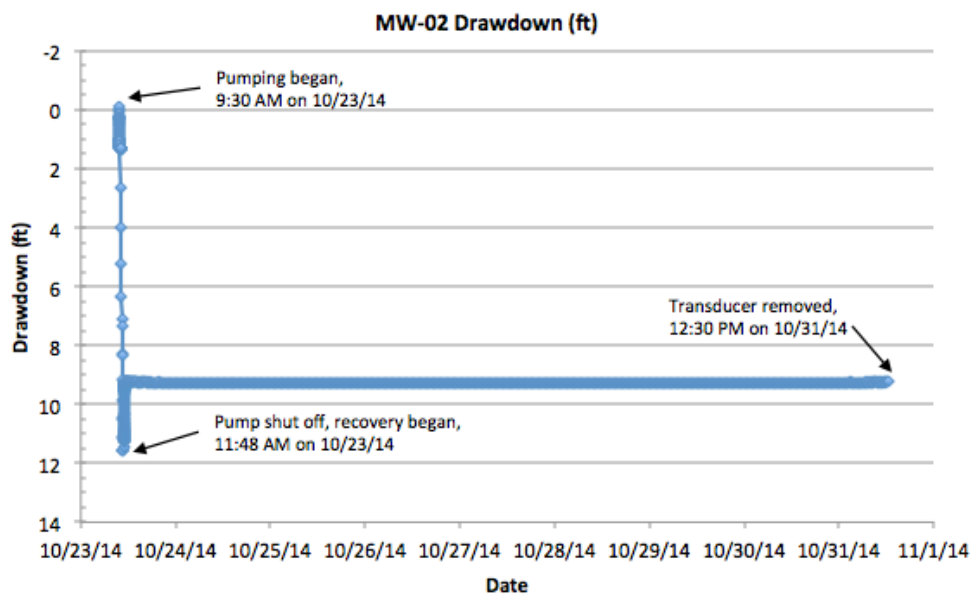 MW-02 Drawdown (ft)
-2
Pumping began,
9:30 AM on 10/23/14
0
2
4
6
Transducer removed,
12:30 PM on 10/31/14
8
10
Pump shut off, recovery began,
11:48 AM on 10/23/14
12
14
Drawdown (ft)
10/23/14 10/24/14 10/25/14 10/26/14 10/27/14 10/28/14 10/29/14 10/30/14 10/31/14 11/1/14
Date